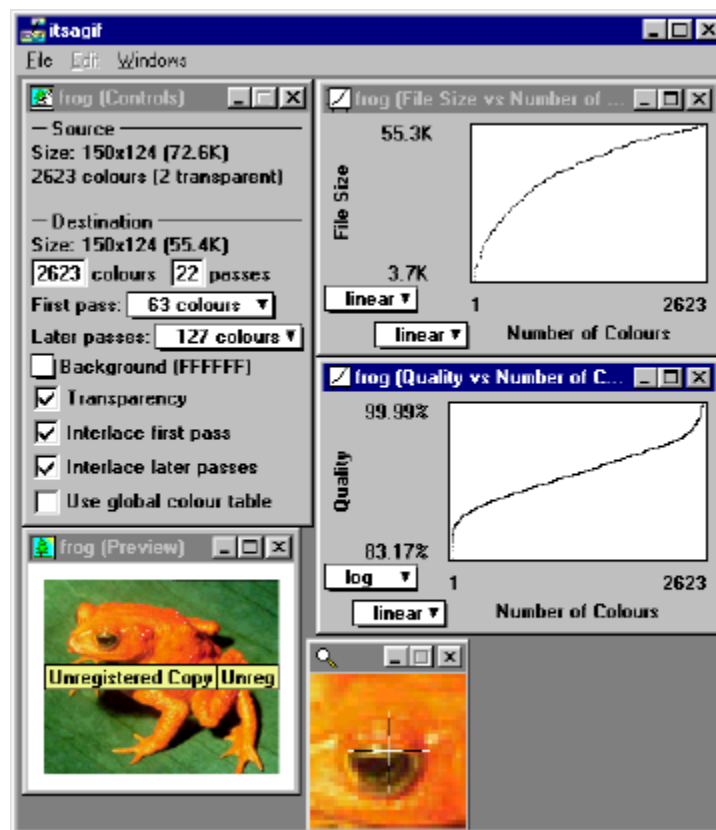 itsagif
File Edit Windows
frog (Controls)
Source
Size: 150x124 (72.6K)
2623 colours (2 transparent)
Destination
Size: 150x124 (55.4K)
2623 colours 22 passes
First pass: 63 colours
Later passes: 127 colours
Background (FFFFFF)
Transparency
Interlace first pass
Interlace later passes
Use global colour table
frog (File Size vs Number of ...
55.3K
File Size
3.7K
linear
1 2623
linear
Number of Colours
frog (Quality vs Number of C...
99.99%
Quality
83.17%
log
1 2623
linear
Number of Colours
frog (Preview)
Unregistered Copy Unreg